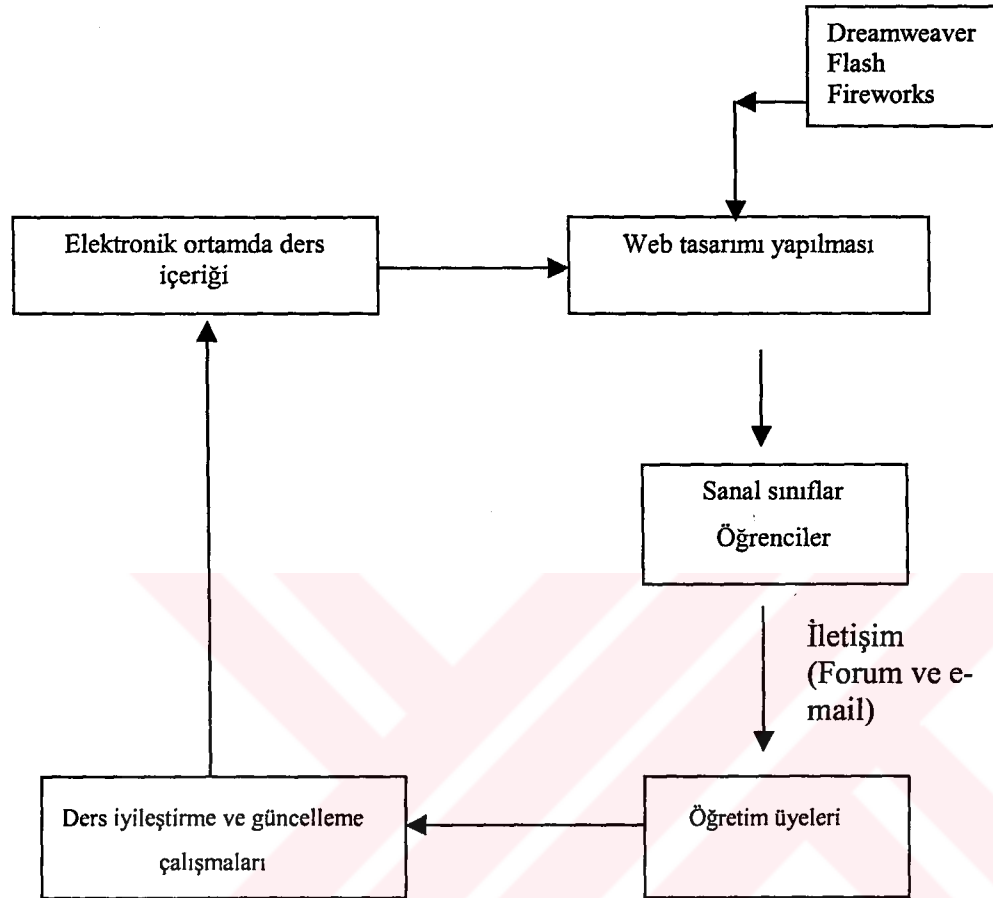 Dreamweaver
Flash
Fireworks
Elektronik ortamda ders
içeriği
Web tasarımı yapılması
Sanal sınıflar
Öğrenciler
İletişim
(Forum ve e-
mail)
Ders iyileştirme ve güncelleme
çalışmaları
Öğretim üyeleri